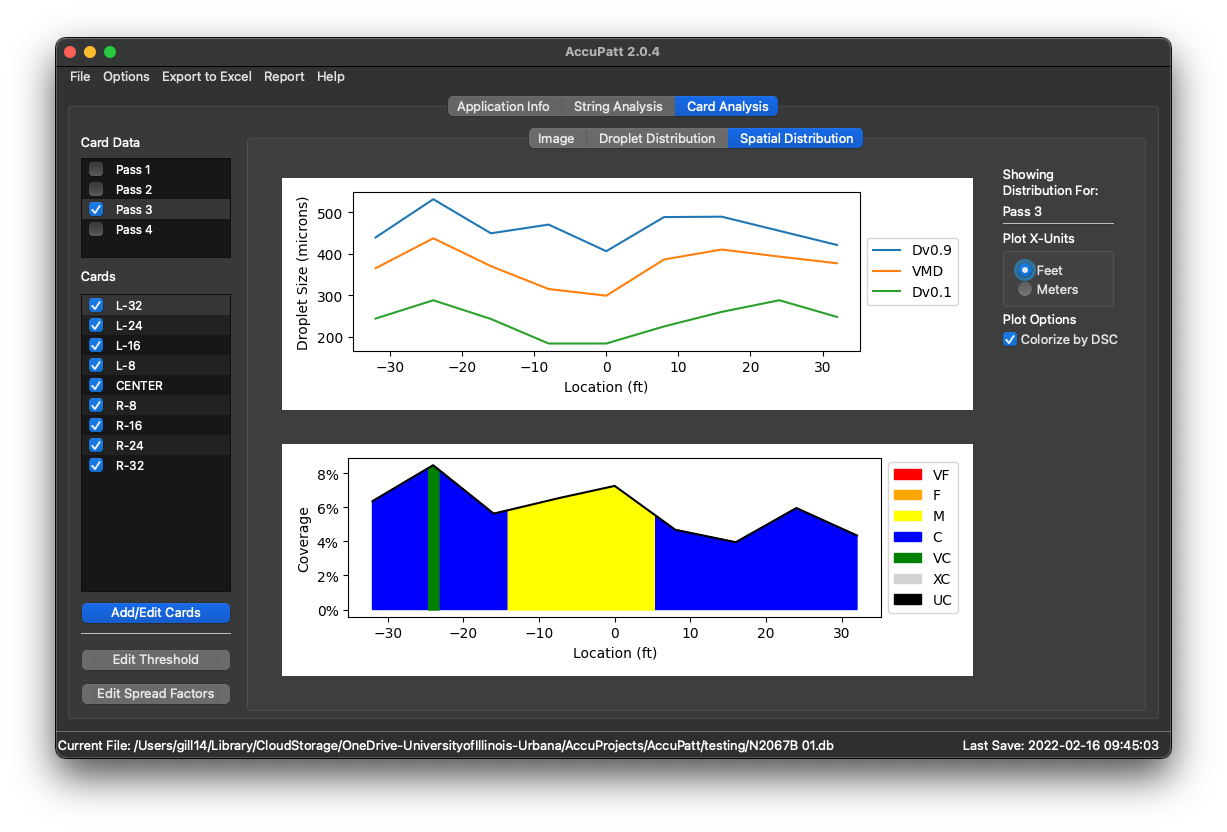 AccuPatt 2.0.4
File Options Export to Excel Report Help
Application Info String Analysis Card Analysis
Image Droplet Distribution Spatial Distribution
Card Data
Pass 1
Pass 2
Pass 3
Pass 4
Cards
L-32
L-24
L-16
L-8
CENTER
R-8
R-16
R-24
R-32
Add/Edit Cards
Edit Threshold
Edit Spread Factors
Droplet Size (microns)
500
400
300
200
−30 −20 −10 0 10 20 30
Location (ft)
Dv0.9
VMD
Dv0.1
Coverage
8%
6%
4%
2%
0%
−30 −20 −10 0 10 20 30
Location (ft)
VF
F
M
C
VC
XC
UC
Showing
Distribution For:
Pass 3
Plot X-Units
Feet
Meters
Plot Options
Colorize by DSC
Current File: /Users/gill14/Library/CloudStorage/OneDrive-UniversityofIllinois-Urbana/AccuProjects/AccuPatt/testing/N2067B 01.db
Last Save: 2022-02-16 09:45:03